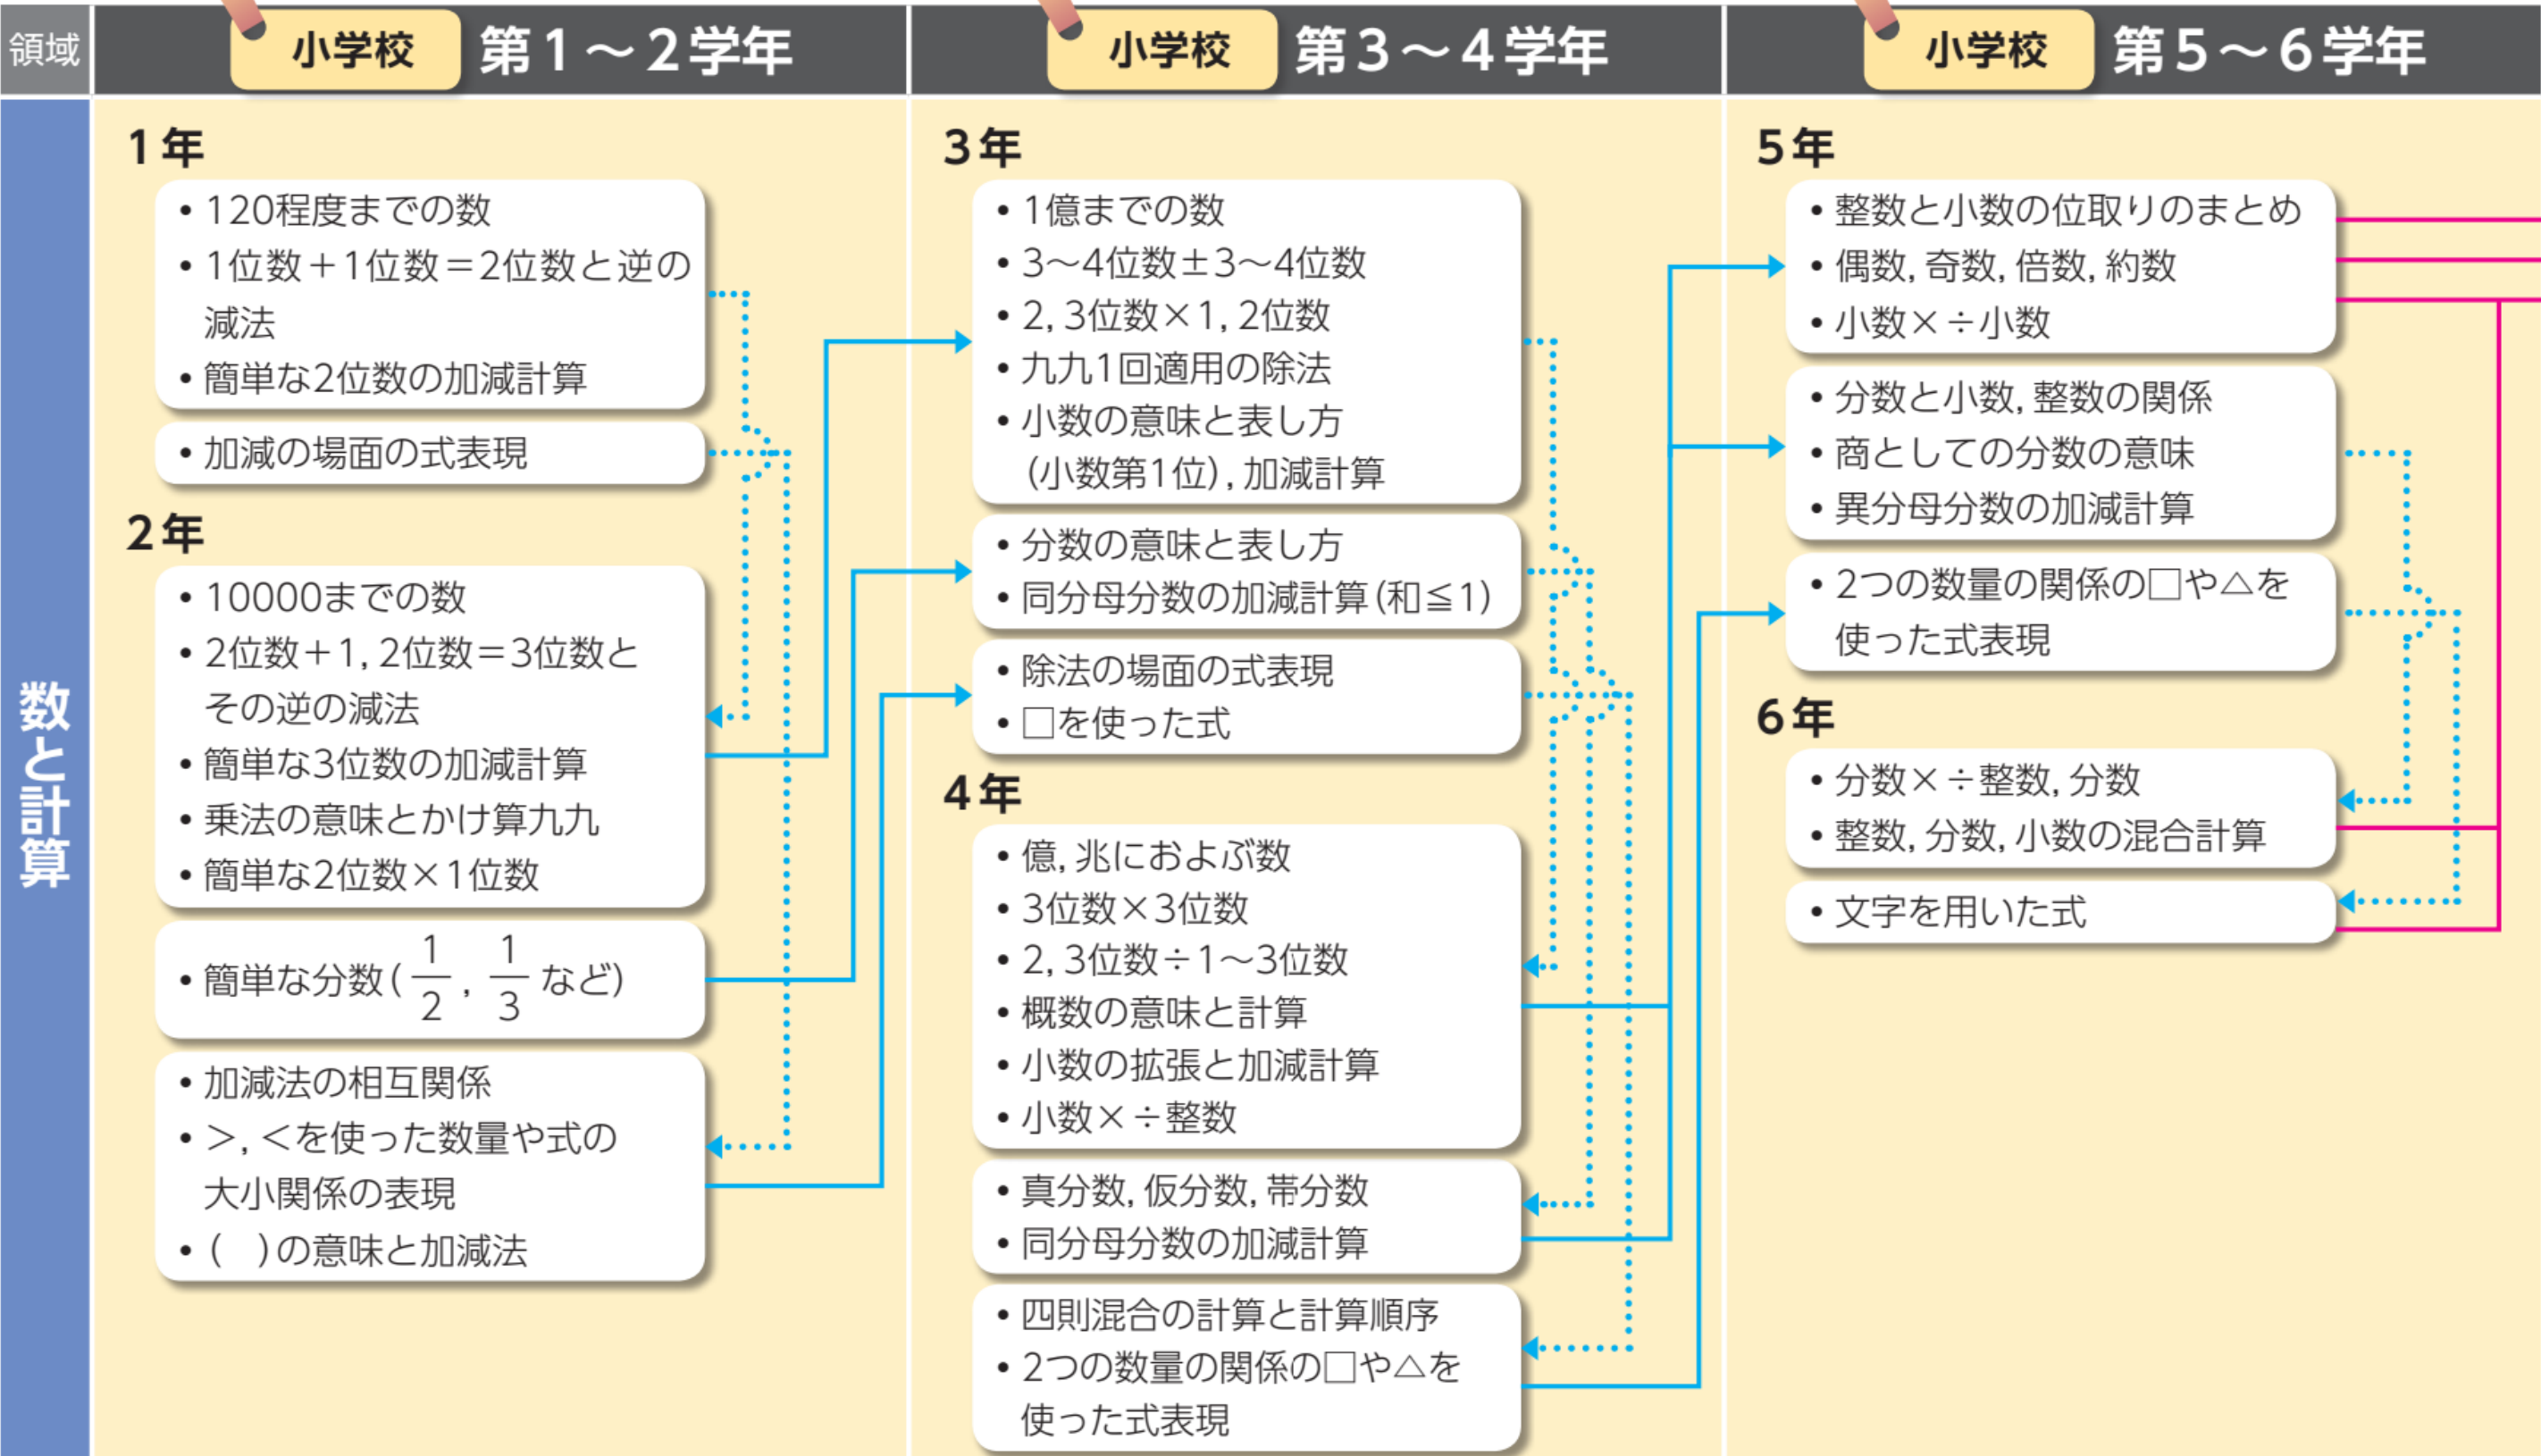 領域
小学校 第1～2学年
小学校 第3～4学年
小学校 第5～6学年
数と計算
1年
• 120程度までの数
• 1位数＋1位数＝2位数と逆の
減法
• 簡単な2位数の加減計算
• 加減の場面の式表現
2年
• 10000までの数
• 2位数＋1, 2位数＝3位数と
その逆の減法
• 簡単な3位数の加減計算
• 乗法の意味とかけ算九九
• 簡単な2位数×1位数
• 簡単な分数(1/2, 1/3 など)
• 加減法の相互関係
• ＞, ＜を使った数量や式の
大小関係の表現
• (　)の意味と加減法
3年
• 1億までの数
• 3～4位数±3～4位数
• 2, 3位数×1, 2位数
• 九九1回適用の除法
• 小数の意味と表し方
(小数第1位), 加減計算
• 分数の意味と表し方
• 同分母分数の加減計算(和≦1)
• 除法の場面の式表現
• □を使った式
4年
• 億, 兆におよぶ数
• 3位数×3位数
• 2, 3位数÷1～3位数
• 概数の意味と計算
• 小数の拡張と加減計算
• 小数×÷整数
• 真分数, 仮分数, 帯分数
• 同分母分数の加減計算
• 四則混合の計算と計算順序
• 2つの数量の関係の□や△を
使った式表現
5年
• 整数と小数の位取りのまとめ
• 偶数, 奇数, 倍数, 約数
• 小数×÷小数
• 分数と小数, 整数の関係
• 商としての分数の意味
• 異分母分数の加減計算
• 2つの数量の関係の□や△を
使った式表現
6年
• 分数×÷整数, 分数
• 整数, 分数, 小数の混合計算
• 文字を用いた式